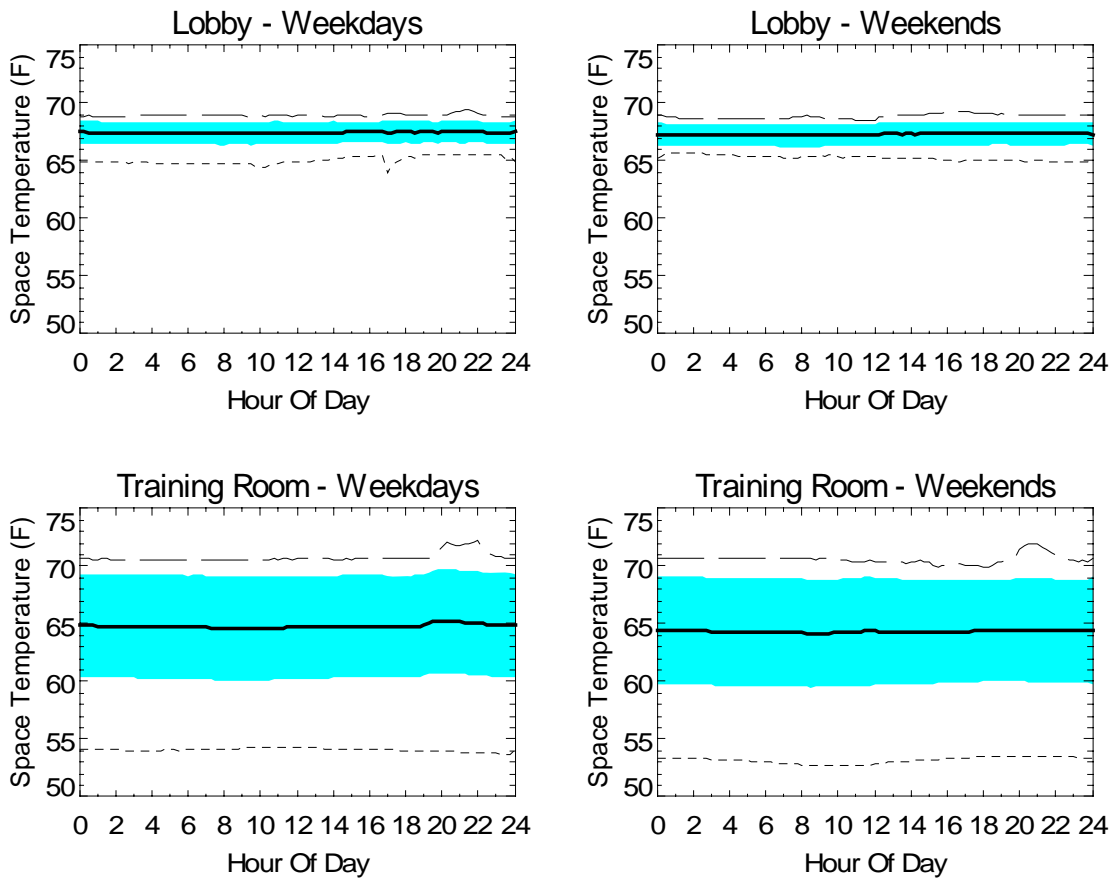 Lobby - Weekdays
Space Temperature (F)
75
70
65
60
55
50
0 2 4 6 8 10 12 14 16 18 20 22 24
Hour Of Day
Lobby - Weekends
Space Temperature (F)
75
70
65
60
55
50
0 2 4 6 8 10 12 14 16 18 20 22 24
Hour Of Day
Training Room - Weekdays
Space Temperature (F)
75
70
65
60
55
50
0 2 4 6 8 10 12 14 16 18 20 22 24
Hour Of Day
Training Room - Weekends
Space Temperature (F)
75
70
65
60
55
50
0 2 4 6 8 10 12 14 16 18 20 22 24
Hour Of Day